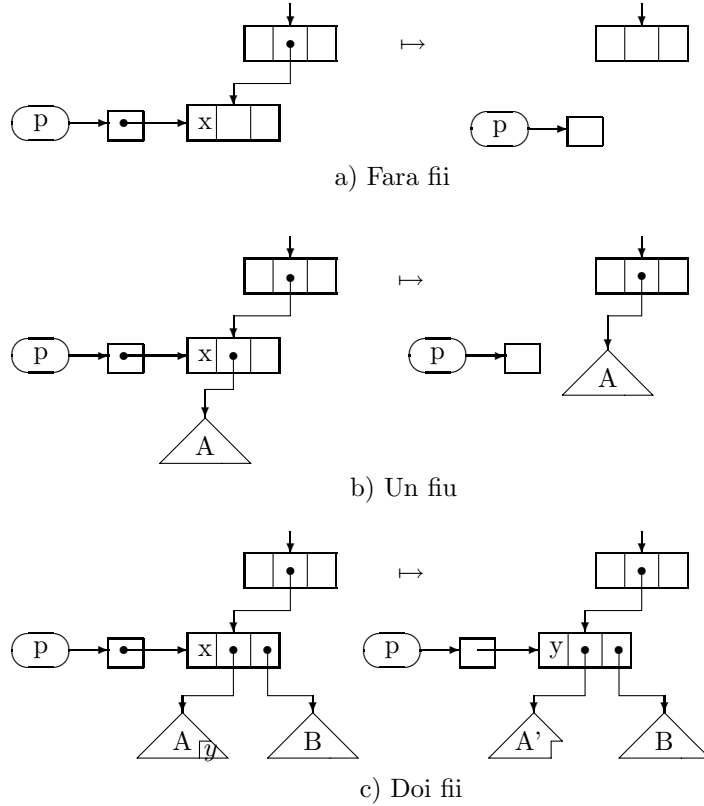 ↦
p x p
a) Fara fii
↦
p x p A
A
b) Un fiu
↦
p x p y
A y B A' B
c) Doi fii